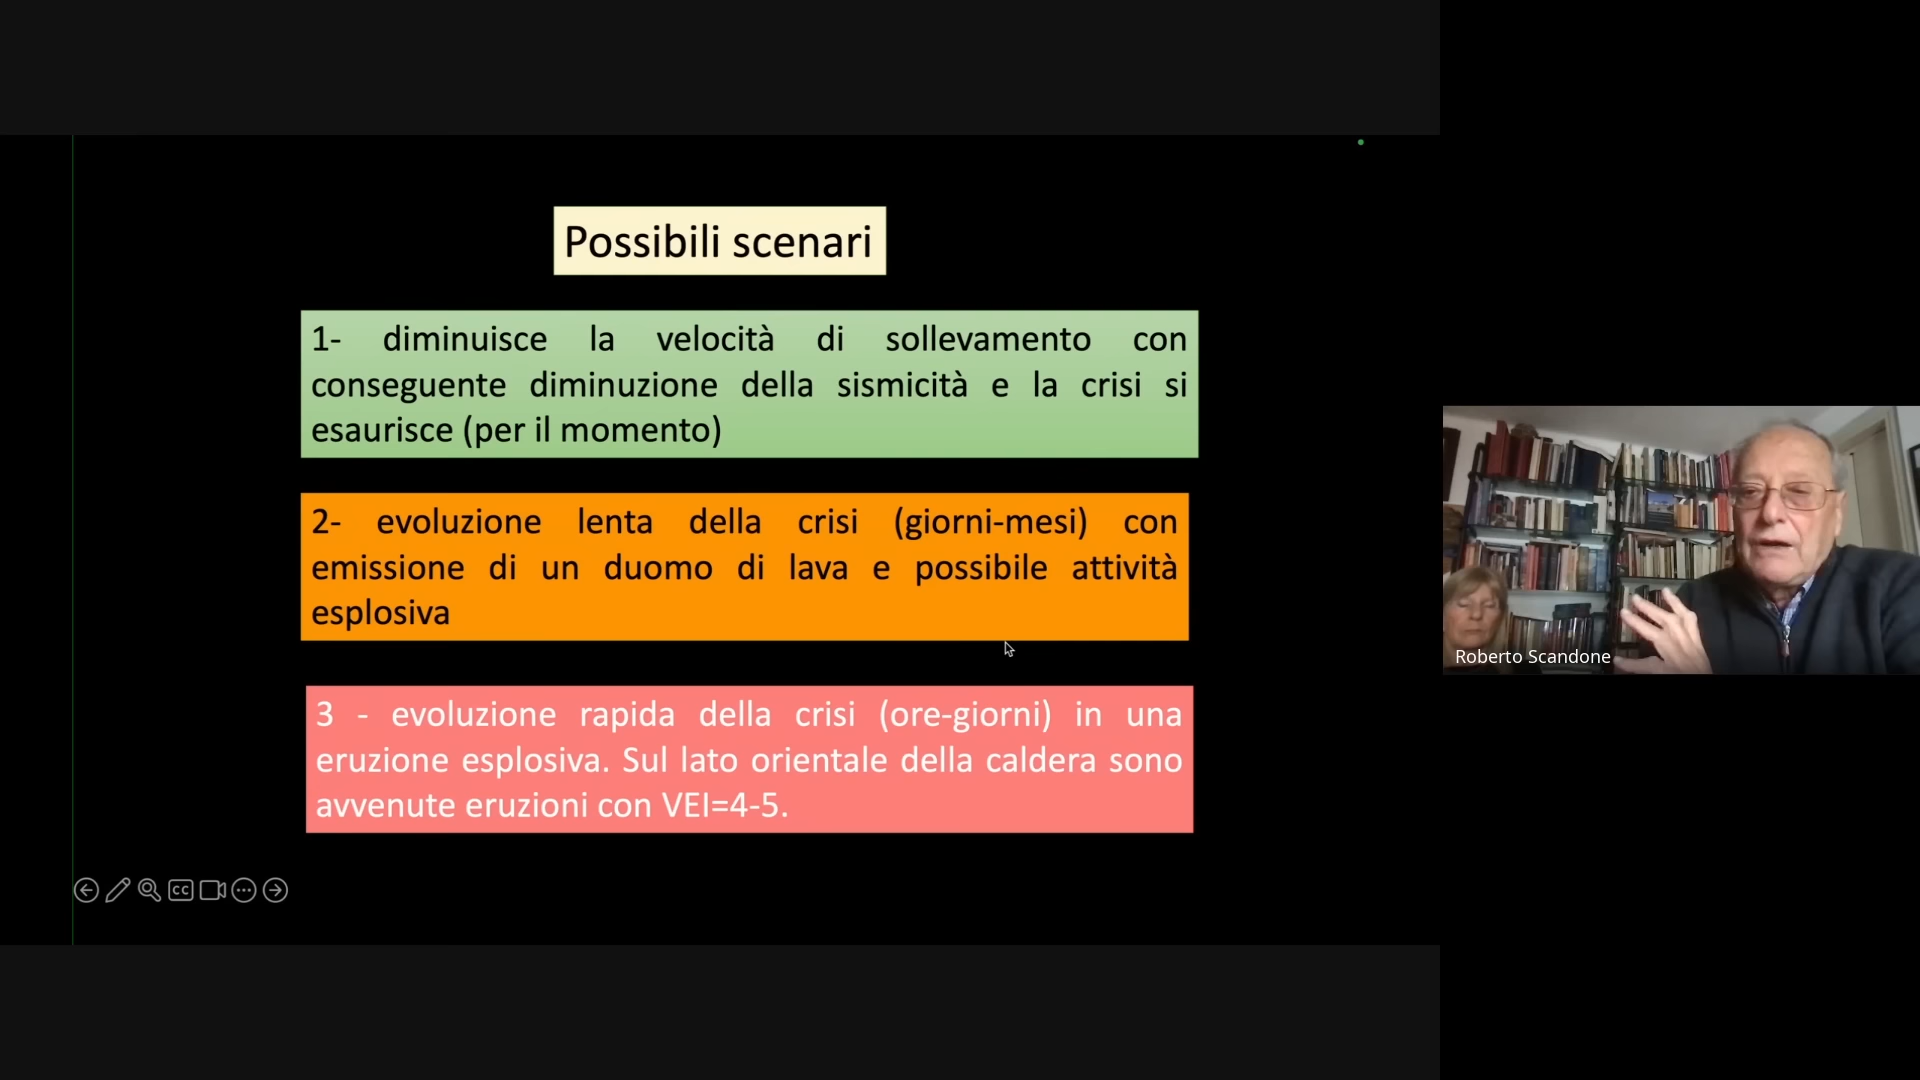 Possibili scenari
1- diminuisce la velocità di sollevamento con
conseguente diminuzione della sismicità e la crisi si
esaurisce (per il momento)
2- evoluzione lenta della crisi (giorni-mesi) con
emissione di un duomo di lava e possibile attività
esplosiva
3 - evoluzione rapida della crisi (ore-giorni) in una
eruzione esplosiva. Sul lato orientale della caldera sono
avvenute eruzioni con VEI=4-5.
CC
Roberto Scandone